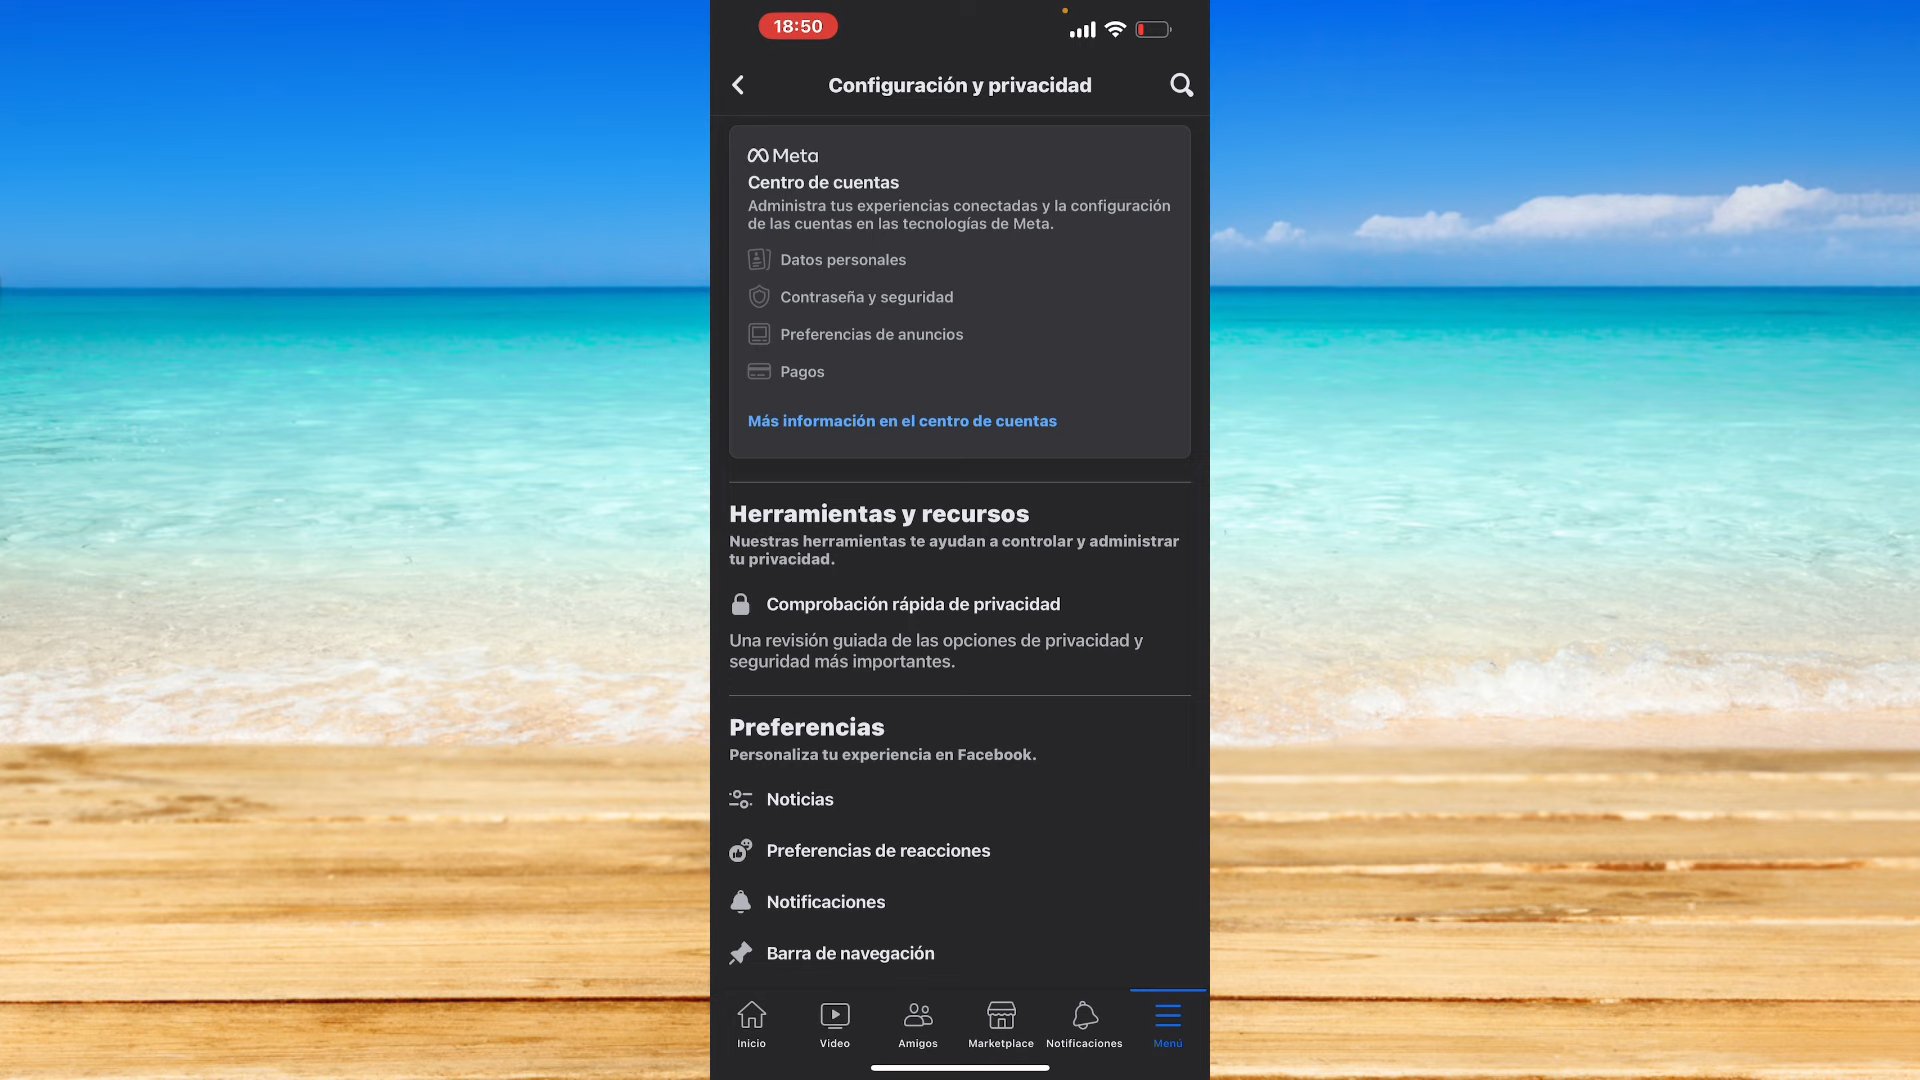 18:50
Configuración y privacidad
Meta
Centro de cuentas
Administra tus experiencias conectadas y la configuración
de las cuentas en las tecnologías de Meta.
Datos personales
Contraseña y seguridad
Preferencias de anuncios
Pagos
Más información en el centro de cuentas
Herramientas y recursos
Nuestras herramientas te ayudan a controlar y administrar
tu privacidad.
Comprobación rápida de privacidad
Una revisión guiada de las opciones de privacidad y
seguridad más importantes.
Preferencias
Personaliza tu experiencia en Facebook.
Noticias
Preferencias de reacciones
Notificaciones
Barra de navegación
Inicio
Video
Amigos
Marketplace
Notificaciones
Menú